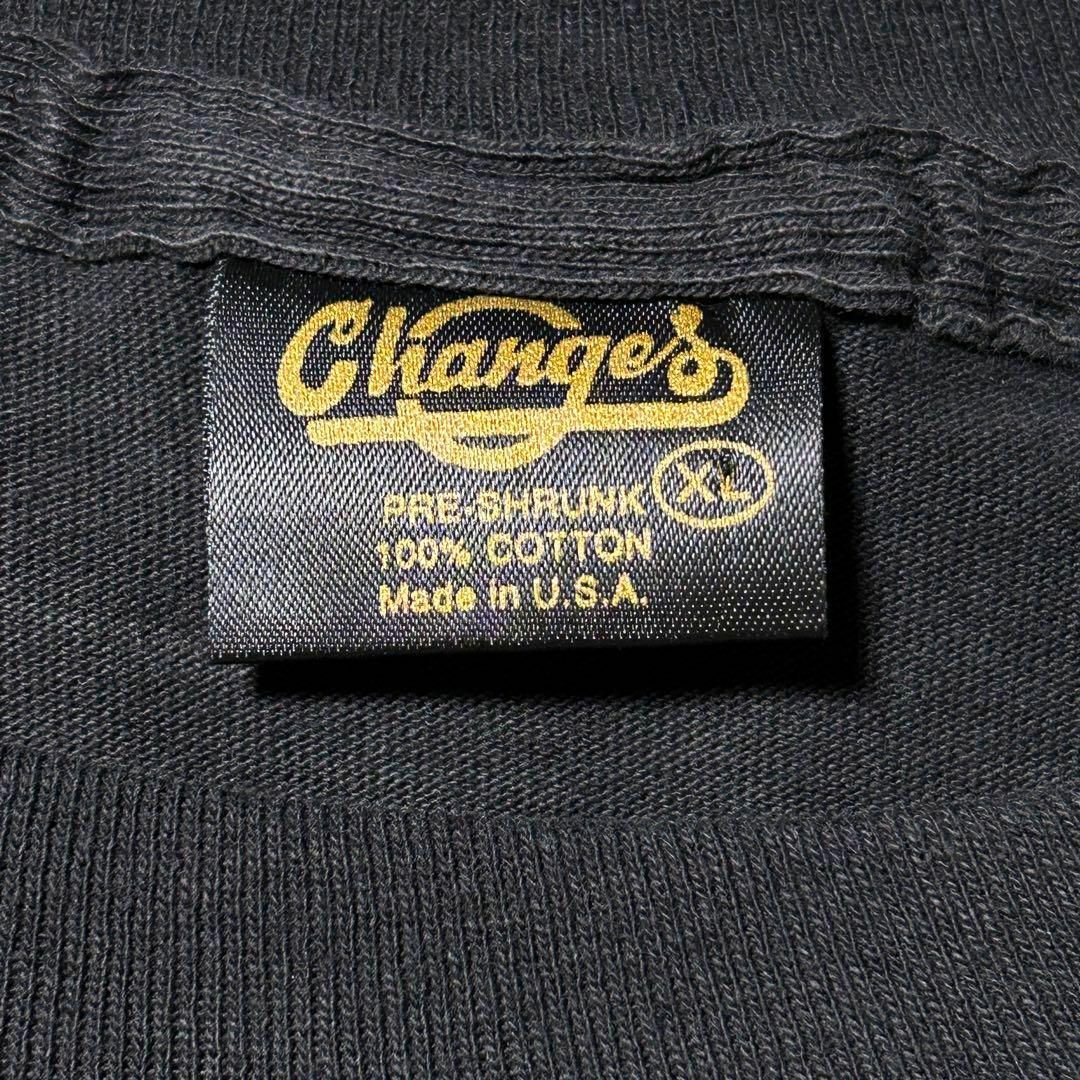 Changes
XL
PRE-SHRUNK
100% COTTON
Made in U.S.A.